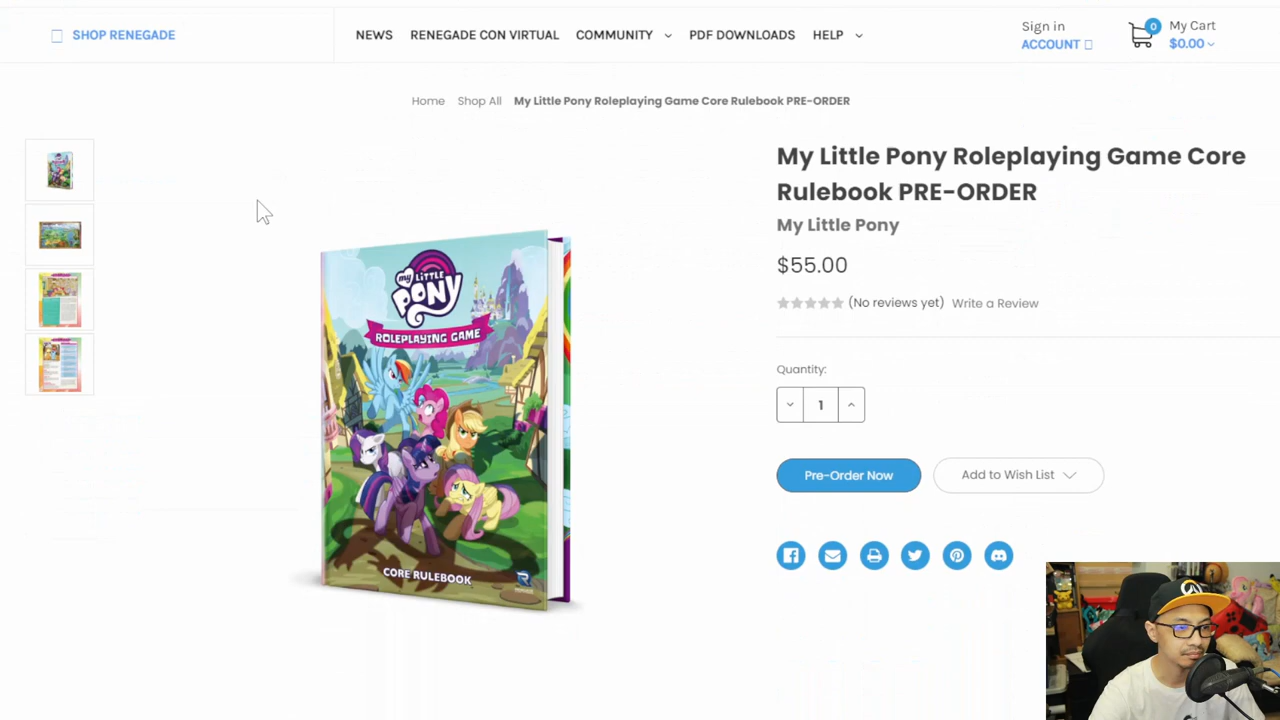 SHOP RENEGADE
NEWS RENEGADE CON VIRTUAL COMMUNITY PDF DOWNLOADS HELP
Sign in
ACCOUNT
0
My Cart
$0.00
Home Shop All My Little Pony Roleplaying Game Core Rulebook PRE-ORDER
My Little Pony Roleplaying Game Core
Rulebook PRE-ORDER
My Little Pony
$55.00
(No reviews yet) Write a Review
Quantity:
1
Pre-Order Now
Add to Wish List
my LiTTLE
PONY
ROLEPLAYING GAME
CORE RULEBOOK